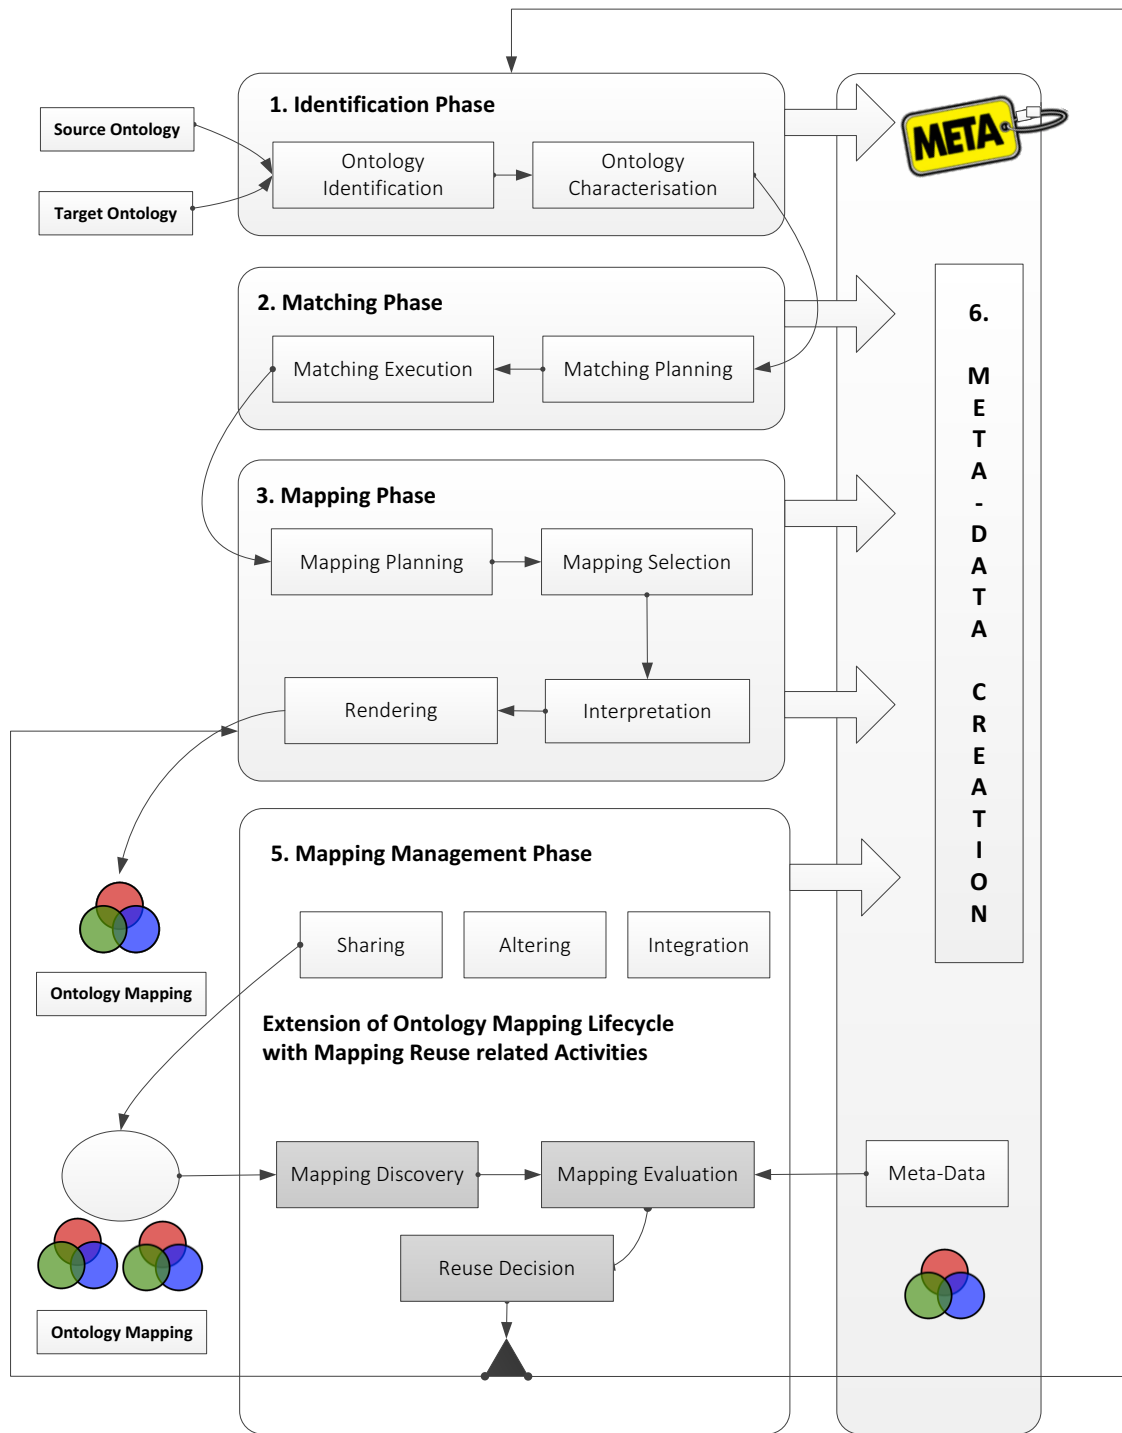 1. Identification Phase
META
Source Ontology
Target Ontology
Ontology
Identification
Ontology
Characterisation
2. Matching Phase
Matching Execution
Matching Planning
3. Mapping Phase
Mapping Planning
Mapping Selection
Rendering
Interpretation
6.
M
E
T
A
-
D
A
T
A
C
R
E
A
T
I
O
N
5. Mapping Management Phase
Sharing
Altering
Integration
Ontology Mapping
Extension of Ontology Mapping Lifecycle
with Mapping Reuse related Activities
Mapping Discovery
Mapping Evaluation
Meta-Data
Reuse Decision
Ontology Mapping